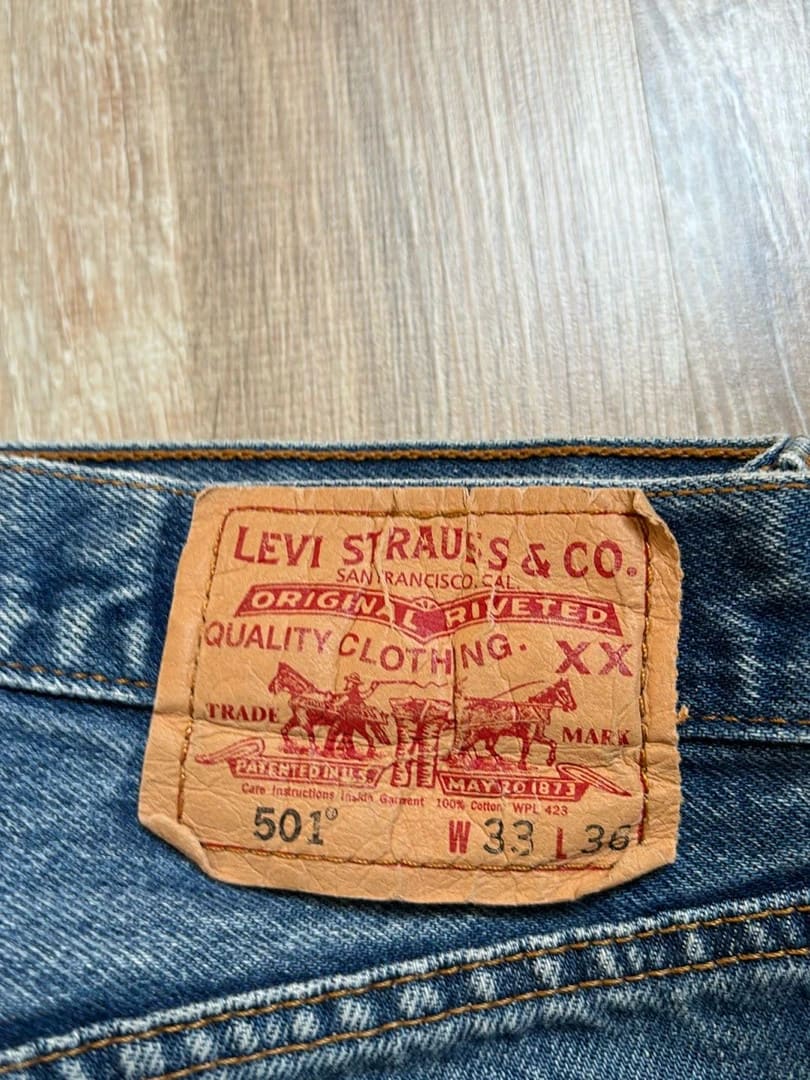 LEVI STRAUSS & CO.
SAN FRANCISCO, CAL.
ORIGINAL RIVETED
QUALITY CLOTHING. XX
TRADE MARK
PATENTED IN U.S. MAY 20 1873
Care Instructions Inside Garment 100% Cotton WPL 423
501® W 33 L 36